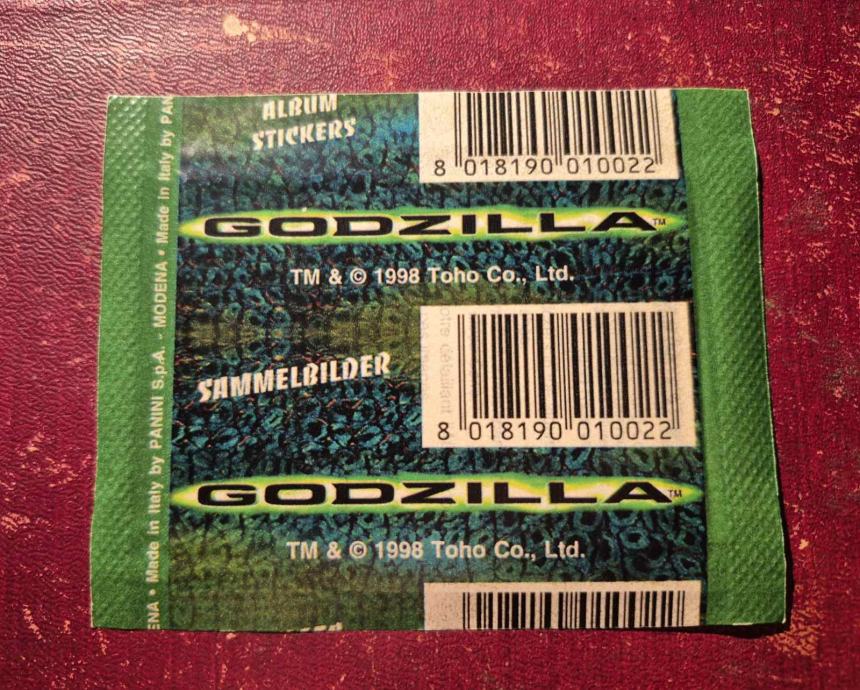 ALBUM
STICKERS
8 018190 010022
GODZILLA™
TM & © 1998 Toho Co., Ltd.
SAMMELBILDER
8 018190 010022
GODZILLA™
TM & © 1998 Toho Co., Ltd.
ENA • Made in Italy by PANINI S.p.A. - MODENA • Made in Italy by PAN